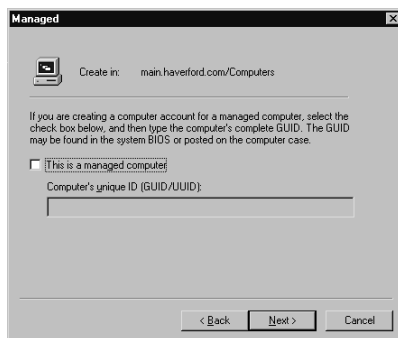 Managed
Create in: main.haverford.com/Computers
If you are creating a computer account for a managed computer, select the
check box below, and then type the computer's complete GUID. The GUID
may be found in the system BIOS or posted on the computer case.
This is a managed computer
Computer's unique ID (GUID/UUID):
< Back Next > Cancel